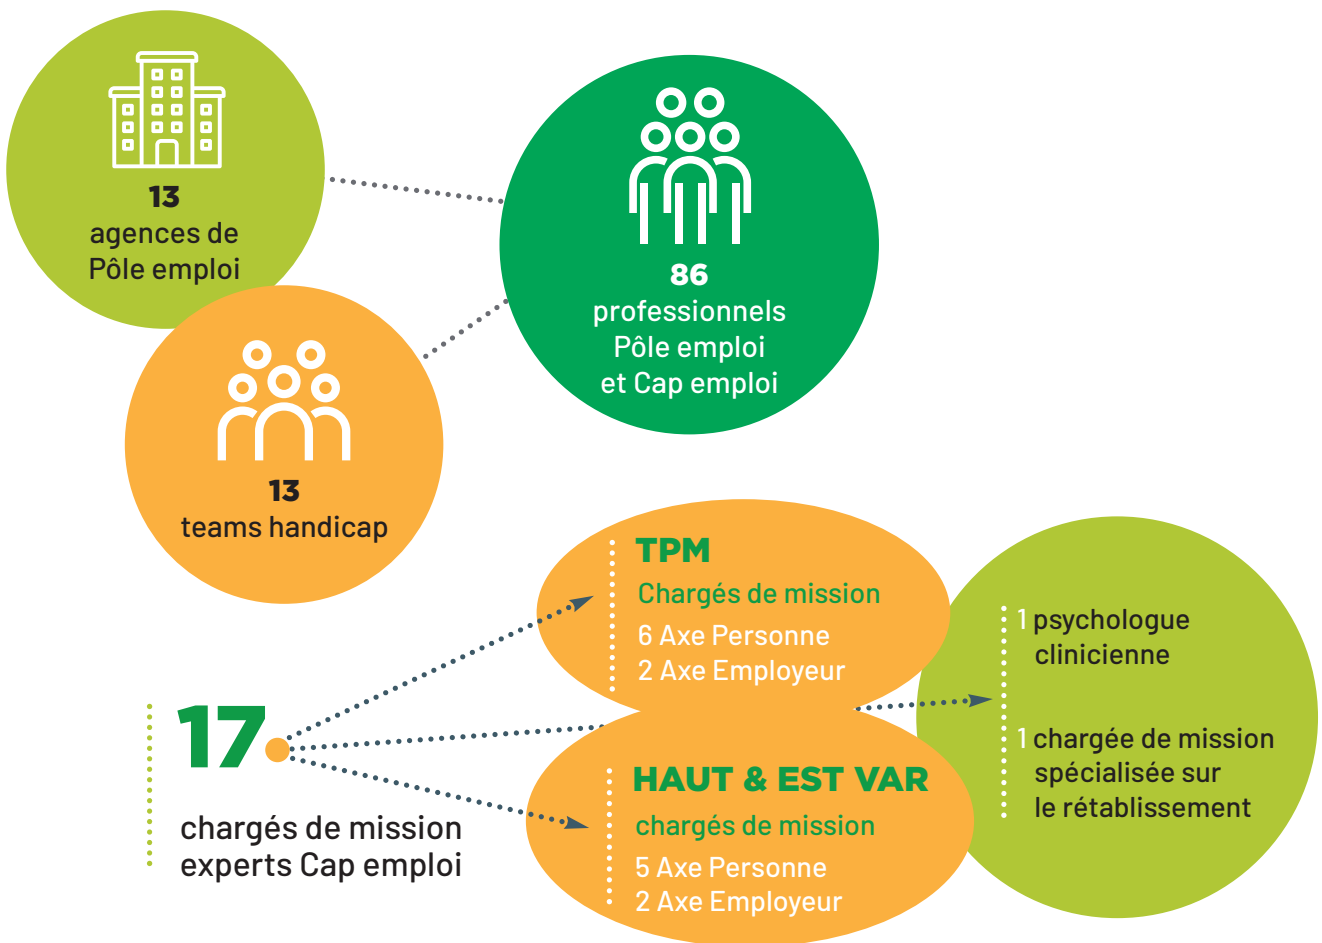 13
agences de
Pôle emploi
86
professionnels
Pôle emploi
et Cap emploi
13
teams handicap
17
chargés de mission
experts Cap emploi
TPM
Chargés de mission
6 Axe Personne
2 Axe Employeur
HAUT & EST VAR
chargés de mission
5 Axe Personne
2 Axe Employeur
1 psychologue
clinicienne
1 chargée de mission
spécialisée sur
le rétablissement